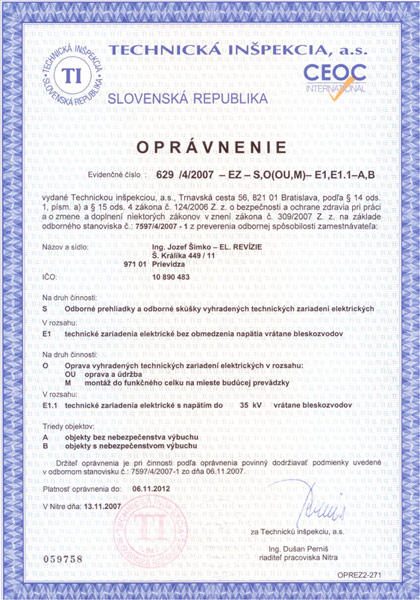 TECHNICKÁ INŠPEKCIA
TI
SLOVENSKÁ REPUBLIKA
TECHNICKÁ INŠPEKCIA, a.s.
CEOC
INTERNATIONAL
SLOVENSKÁ REPUBLIKA
OPRÁVNENIE
Evidenčné číslo : 629 /4/2007 – EZ – S,O(OU,M)– E1,E1.1–A,B
vydané Technickou inšpekciou, a.s., Trnavská cesta 56, 821 01 Bratislava, podľa § 14 ods.
1, písm. a) a § 15 ods. 4 zákona č. 124/2006 Z. z. o bezpečnosti a ochrane zdravia pri práci
a o zmene a doplnení niektorých zákonov v znení zákona č. 309/2007 Z. z. na základe
odborného stanoviska č.: 7597/4/2007 - 1 z preverenia odbornej spôsobilosti zamestnávateľa:
Názov a sídlo: Ing. Jozef Šimko – EL. REVÍZIE
Š. Králika 449 / 11
971 01 Prievidza
IČO 10 890 483
Na druh činnosti:
S Odborné prehliadky a odborné skúšky vyhradených technických zariadení elektrických
V rozsahu:
E1 technické zariadenia elektrické bez obmedzenia napätia vrátane bleskozvodov
Na druh činnosti:
O Oprava vyhradených technických zariadení elektrických v rozsahu:
OU oprava a údržba
M montáž do funkčného celku na mieste budúcej prevádzky
V rozsahu:
E1.1 technické zariadenia elektrické s napätím do 35 kV vrátane bleskozvodov
Triedy objektov:
A objekty bez nebezpečenstva výbuchu
B objekty s nebezpečenstvom výbuchu
Držiteľ oprávnenia je pri činnosti podľa oprávnenia povinný dodržiavať podmienky uvedené
v odbornom stanovisku č.: 7597/4/2007-1 zo dňa 06.11.2007.
Platnosť oprávnenia do: 06.11.2012
V Nitre dňa: 13.11.2007
TI
za Technickú inšpekciu, a.s.
Ing. Dušan Perniš
riaditeľ pracoviska Nitra
059758
OPREZ2-271